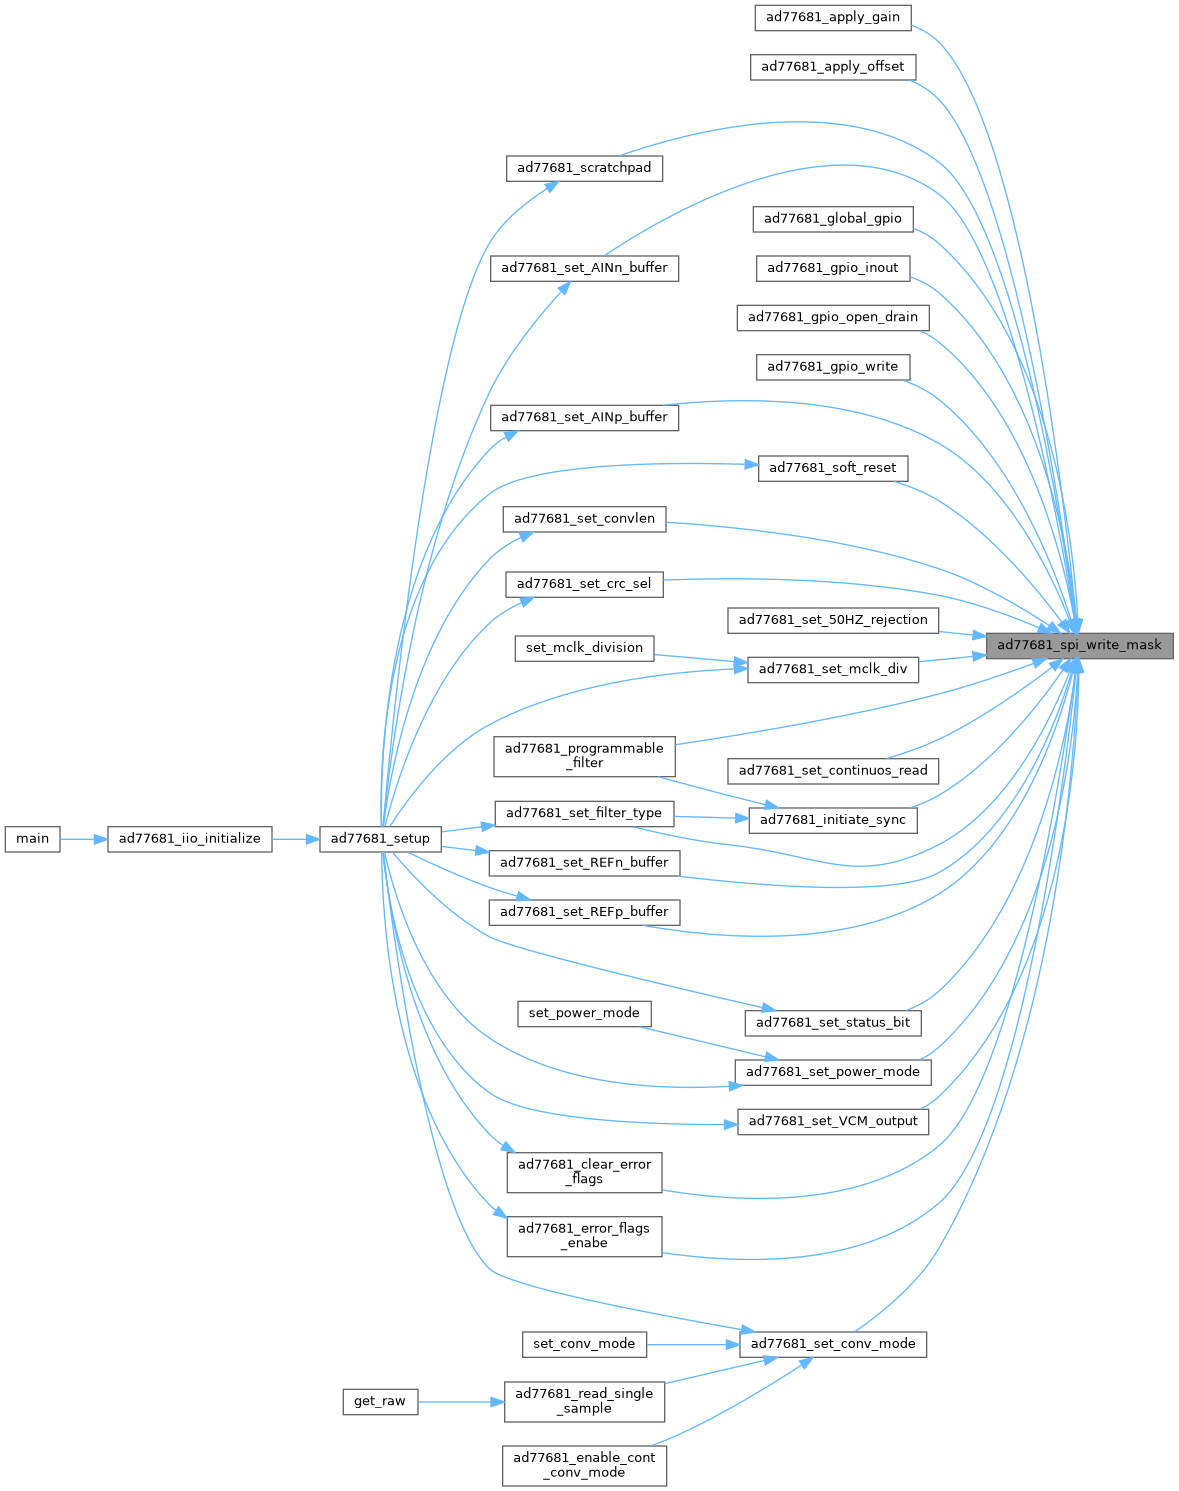 ad77681_apply_gain
ad77681_apply_offset
ad77681_scratchpad
ad77681_global_gpio
ad77681_set_AINn_buffer
ad77681_gpio_inout
ad77681_gpio_open_drain
ad77681_gpio_write
ad77681_set_AINp_buffer
ad77681_soft_reset
ad77681_set_convlen
ad77681_set_crc_sel
ad77681_set_50HZ_rejection
ad77681_spi_write_mask
set_mclk_division
ad77681_set_mclk_div
ad77681_programmable
_filter
ad77681_set_continuos_read
ad77681_set_filter_type
ad77681_initiate_sync
main
ad77681_iio_initialize
ad77681_setup
ad77681_set_REFn_buffer
ad77681_set_REFp_buffer
set_power_mode
ad77681_set_status_bit
ad77681_set_power_mode
ad77681_set_VCM_output
ad77681_clear_error
_flags
ad77681_error_flags
_enabe
set_conv_mode
ad77681_set_conv_mode
get_raw
ad77681_read_single
_sample
ad77681_enable_cont
_conv_mode